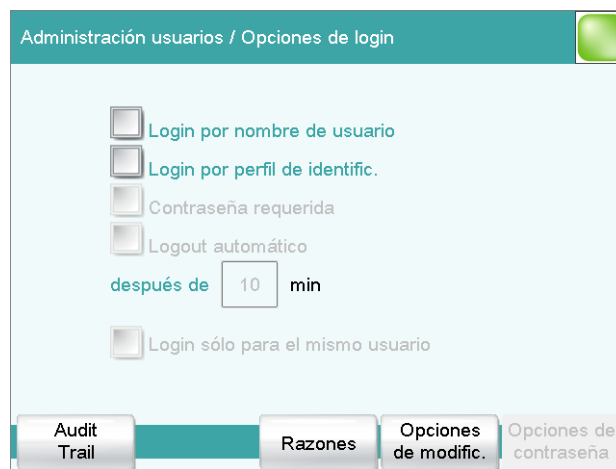 Administración usuarios / Opciones de login
Login por nombre de usuario
Login por perfil de identific.
Contraseña requerida
Logout automático
después de 10 min
Login sólo para el mismo usuario
Audit
Trail
Razones
Opciones
de modific.
Opciones de
contraseña